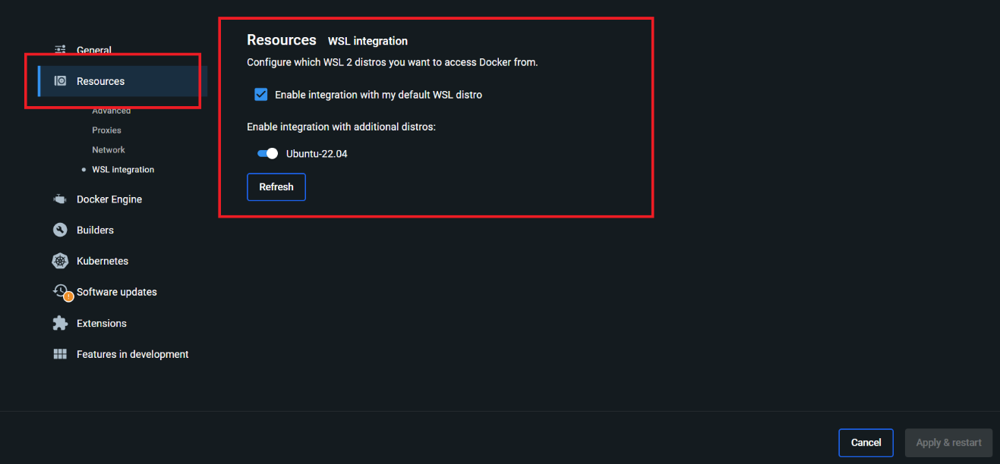 General
Resources
Advanced
Proxies
Network
WSL integration
Docker Engine
Builders
Kubernetes
Software updates
Extensions
Features in development
Resources WSL integration
Configure which WSL 2 distros you want to access Docker from.
Enable integration with my default WSL distro
Enable integration with additional distros:
Ubuntu-22.04
Refresh
Cancel Apply & restart